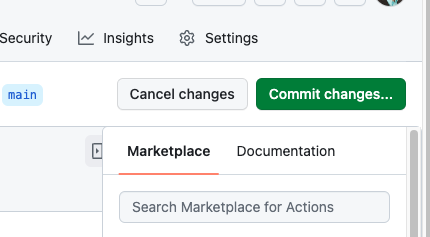 Security Insights Settings
main Cancel changes Commit changes...
Marketplace Documentation
Search Marketplace for Actions